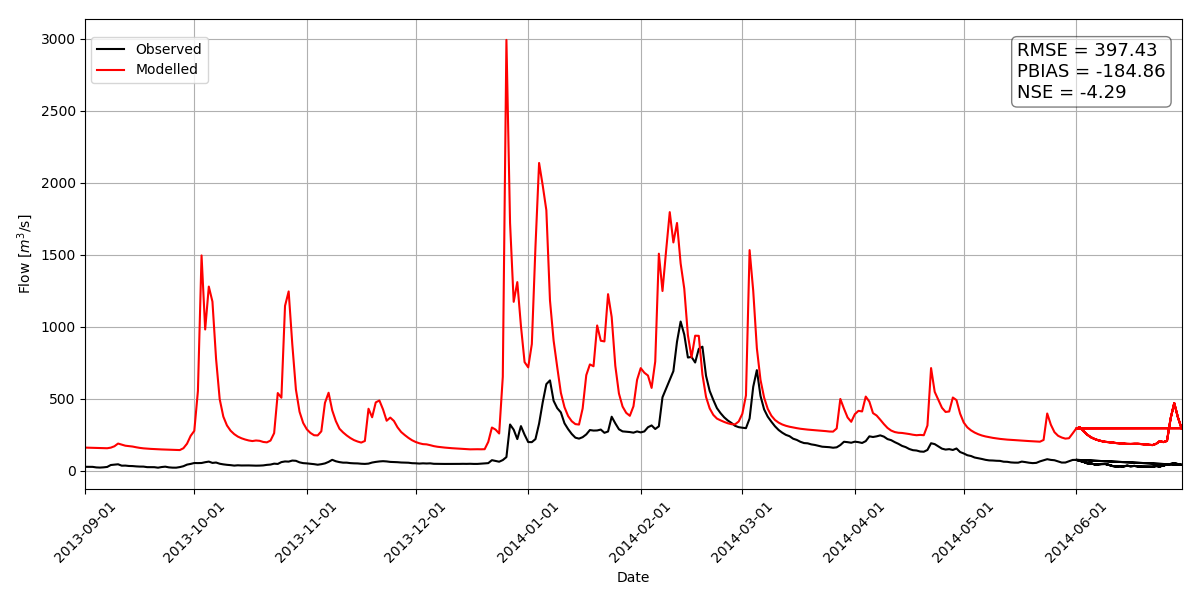 3000
2500
2000
1500
1000
500
0
Flow [m³/s]
Observed
Modelled
RMSE = 397.43
PBIAS = -184.86
NSE = -4.29
2013-09-01
2013-10-01
2013-11-01
2013-12-01
2014-01-01
2014-02-01
2014-03-01
2014-04-01
2014-05-01
2014-06-01
Date